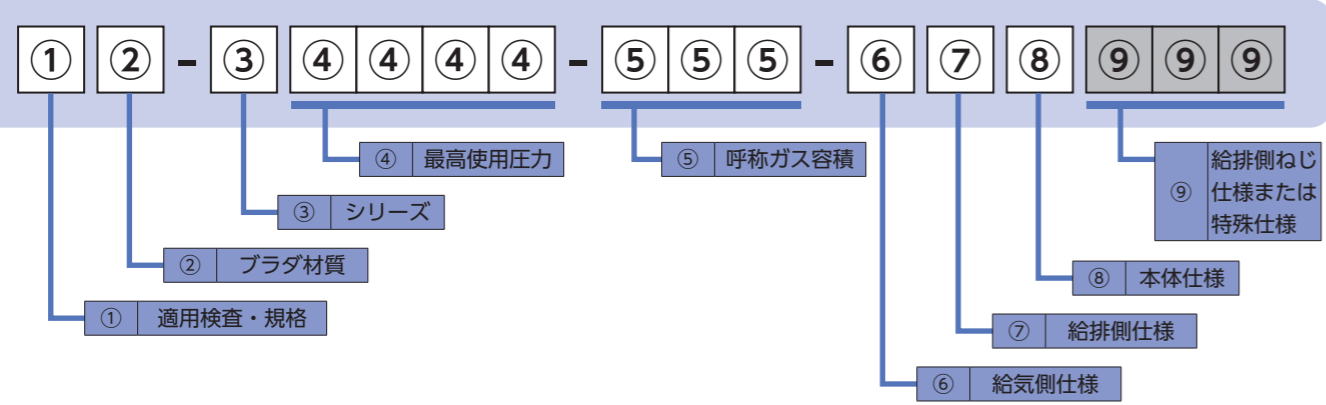 ① ② - ③ ④ ④ ④ ④ - ⑤ ⑤ ⑤ - ⑥ ⑦ ⑧ ⑨ ⑨ ⑨
④ 最高使用圧力
⑤ 呼称ガス容積
⑨ 給排側ねじ
仕様または
特殊仕様
③ シリーズ
② ブラダ材質
⑧ 本体仕様
① 適用検査・規格
⑦ 給排側仕様
⑥ 給気側仕様